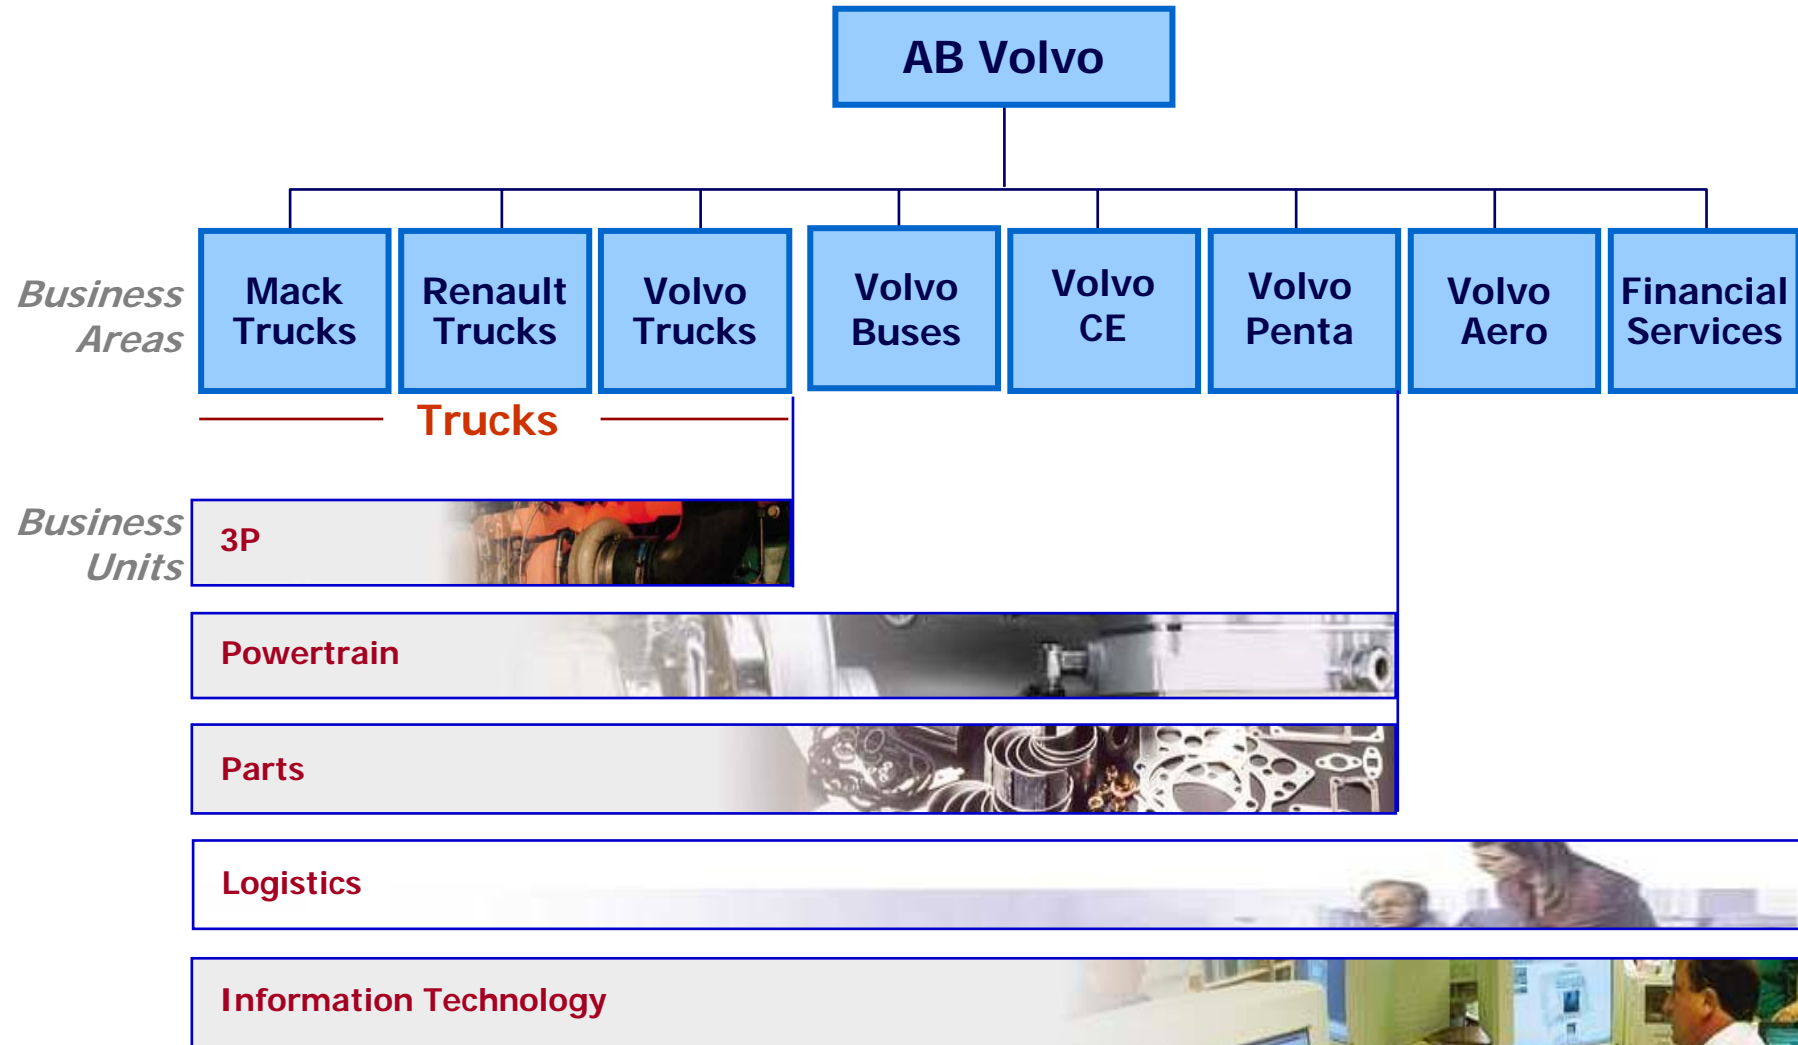 AB Volvo
Business
Areas
Mack
Trucks
Renault
Trucks
Volvo
Trucks
Volvo
Buses
Volvo
CE
Volvo
Penta
Volvo
Aero
Financial
Services
Trucks
Business
Units
3P
Powertrain
Parts
Logistics
Information Technology